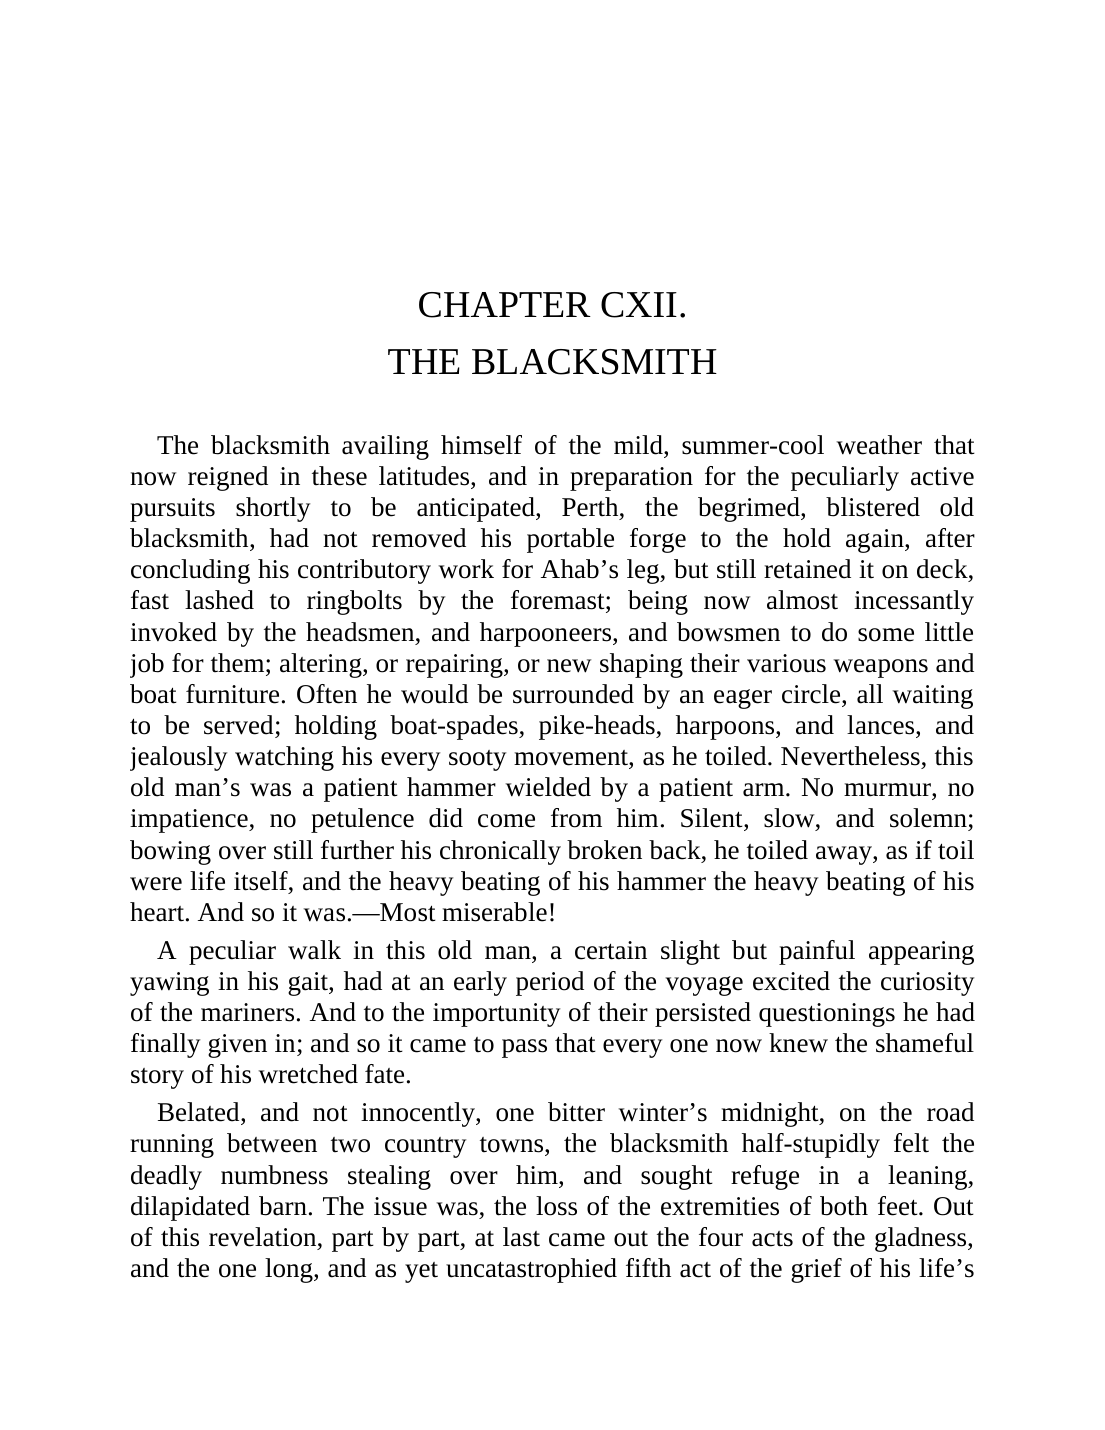 CHAPTER CXII.
THE BLACKSMITH
The blacksmith availing himself of the mild, summer-cool weather that
now reigned in these latitudes, and in preparation for the peculiarly active
pursuits shortly to be anticipated, Perth, the begrimed, blistered old
blacksmith, had not removed his portable forge to the hold again, after
concluding his contributory work for Ahab’s leg, but still retained it on deck,
fast lashed to ringbolts by the foremast; being now almost incessantly
invoked by the headsmen, and harpooneers, and bowsmen to do some little
job for them; altering, or repairing, or new shaping their various weapons and
boat furniture. Often he would be surrounded by an eager circle, all waiting
to be served; holding boat-spades, pike-heads, harpoons, and lances, and
jealously watching his every sooty movement, as he toiled. Nevertheless, this
old man’s was a patient hammer wielded by a patient arm. No murmur, no
impatience, no petulence did come from him. Silent, slow, and solemn;
bowing over still further his chronically broken back, he toiled away, as if toil
were life itself, and the heavy beating of his hammer the heavy beating of his
heart. And so it was.—Most miserable!
A peculiar walk in this old man, a certain slight but painful appearing
yawing in his gait, had at an early period of the voyage excited the curiosity
of the mariners. And to the importunity of their persisted questionings he had
finally given in; and so it came to pass that every one now knew the shameful
story of his wretched fate.
Belated, and not innocently, one bitter winter’s midnight, on the road
running between two country towns, the blacksmith half-stupidly felt the
deadly numbness stealing over him, and sought refuge in a leaning,
dilapidated barn. The issue was, the loss of the extremities of both feet. Out
of this revelation, part by part, at last came out the four acts of the gladness,
and the one long, and as yet uncatastrophied fifth act of the grief of his life’s